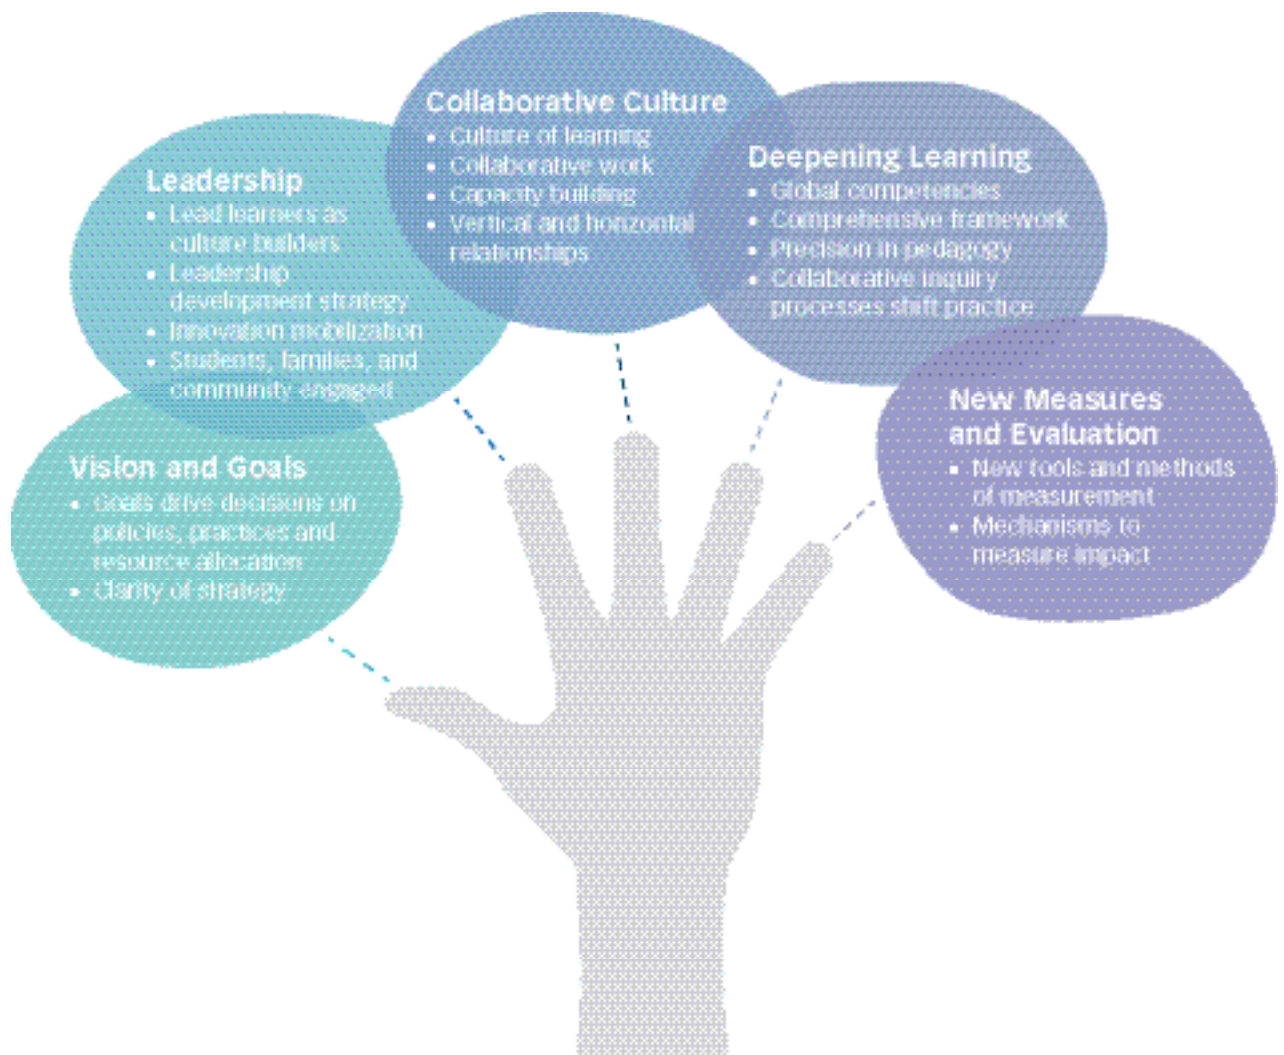 Collaborative Culture
• Culture of learning
• Collaborative work
• Capacity building
• Vertical and horizontal
relationships
Deepening Learning
• Global competencies
• Comprehensive framework
• Precision in pedagogy
• Collaborative inquiry
processes shift practice
Leadership
• Lead learners as
culture builders
• Leadership
development strategy
• Innovation mobilization
• Students, families, and
community engaged
New Measures
and Evaluation
• New tools and methods
of measurement
• Mechanisms to
measure impact
Vision and Goals
• Goals drive decisions on
policies, practices and
resource allocation
• Clarity of strategy